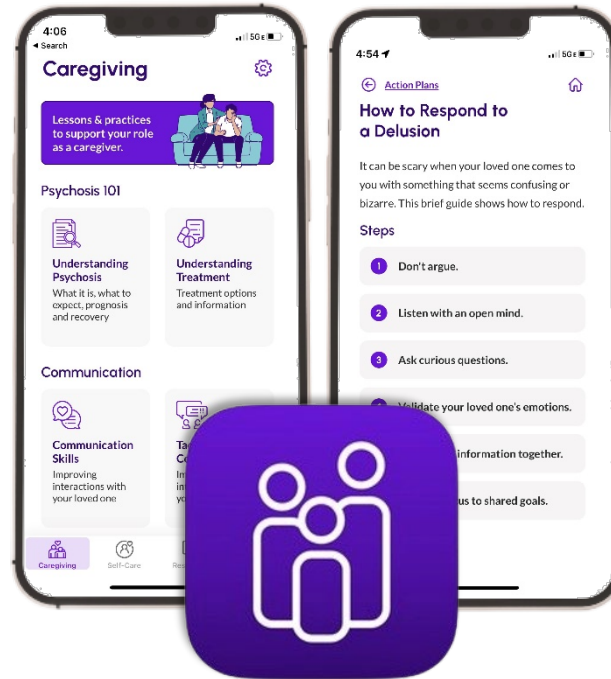 4:06
5GE
Search
Caregiving
Lessons & practices
to support your role
as a caregiver.
Psychosis 101
Understanding
Psychosis
What it is, what to
expect, prognosis
and recovery
Understanding
Treatment
Treatment options
and information
Communication
Communication
Skills
Improving
interactions with
your loved one
Caregiving
Self-Care
4:54
5GE
Action Plans
How to Respond to
a Delusion
It can be scary when your loved one comes to
you with something that seems confusing or
bizarre. This brief guide shows how to respond.
Steps
1 Don't argue.
2 Listen with an open mind.
3 Ask curious questions.
Validate your loved one's emotions.
information together.
to shared goals.